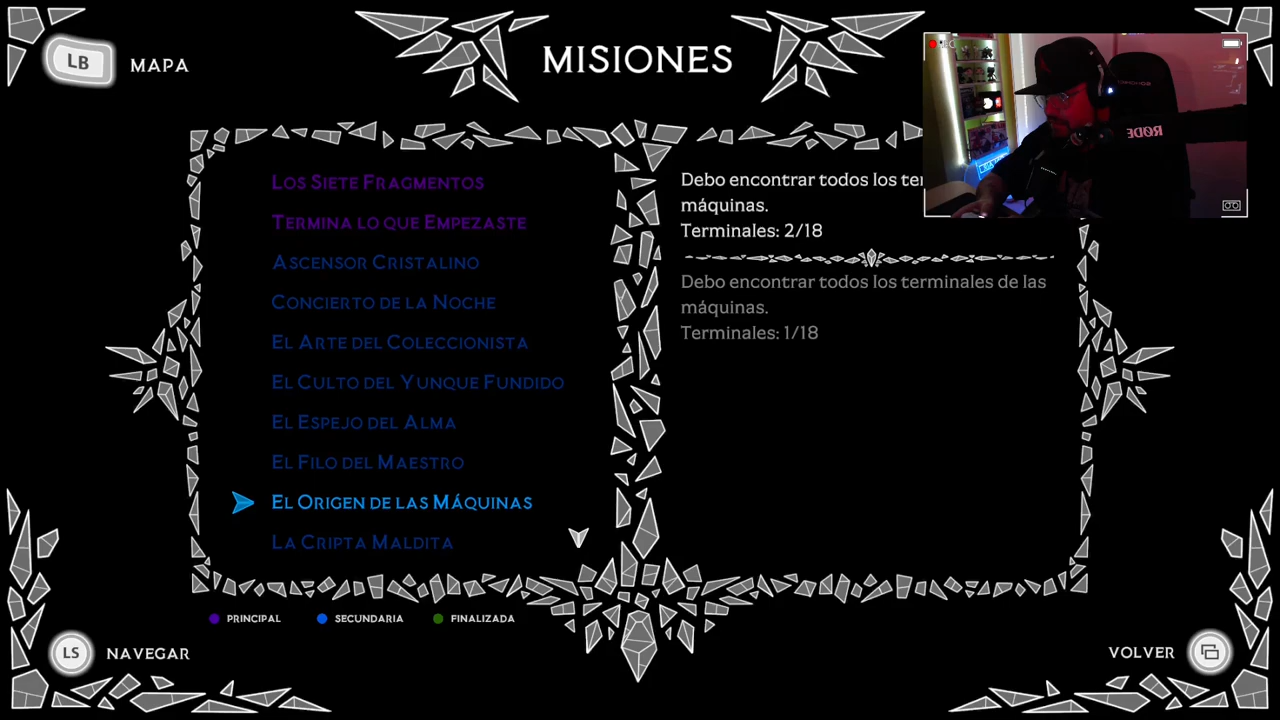 LB MAPA
MISIONES
RØDE
LOS SIETE FRAGMENTOS
TERMINA LO QUE EMPEZASTE
ASCENSOR CRISTALINO
CONCIERTO DE LA NOCHE
EL ARTE DEL COLECCIONISTA
EL CULTO DEL YUNQUE FUNDIDO
EL ESPEJO DEL ALMA
EL FILO DEL MAESTRO
EL ORIGEN DE LAS MÁQUINAS
LA CRIPTA MALDITA
Debo encontrar todos los
máquinas.
Terminales: 2/18
Debo encontrar todos los terminales de las
máquinas.
Terminales: 1/18
PRINCIPAL SECUNDARIA FINALIZADA
LS NAVEGAR
VOLVER